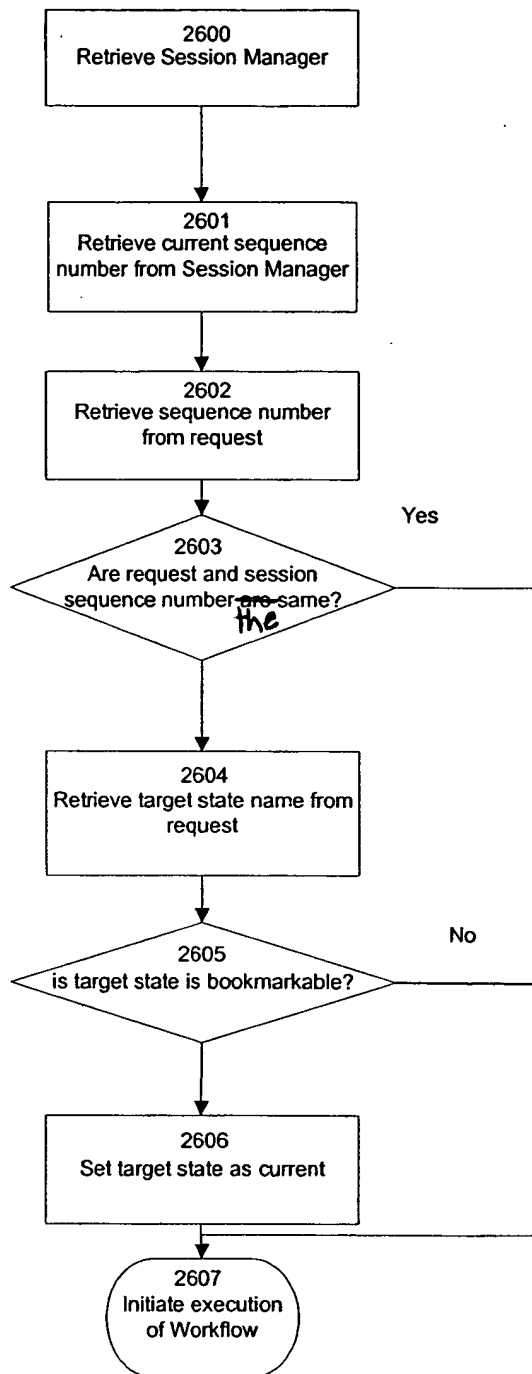 2600
Retrieve Session Manager
2601
Retrieve current sequence
number from Session Manager
2602
Retrieve sequence number
from request
Yes
2603
Are request and session
sequence number are same?
the
2604
Retrieve target state name from
request
No
2605
is target state is bookmarkable?
2606
Set target state as current
2607
Initiate execution
of Workflow